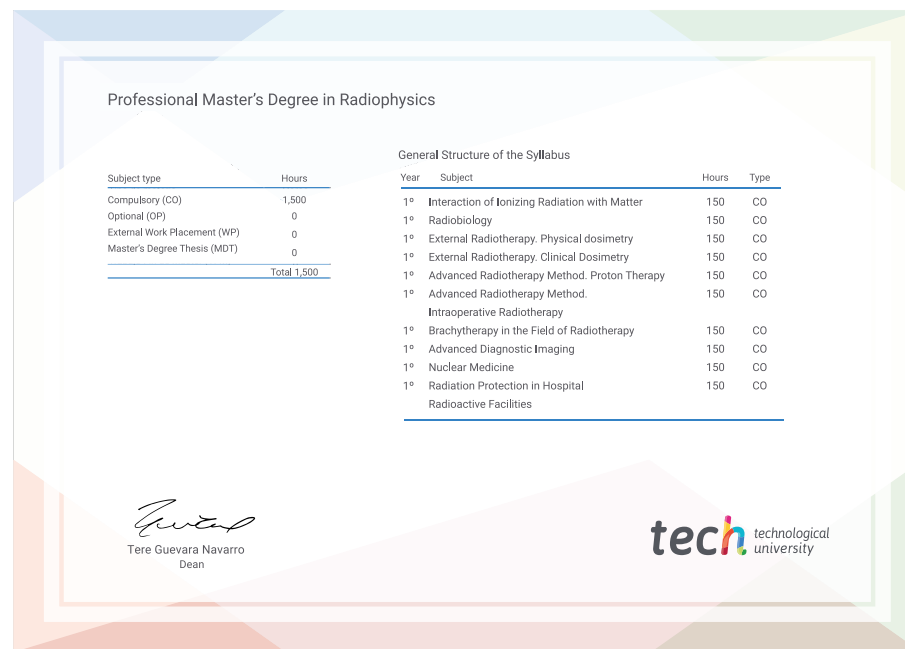 Professional Master's Degree in Radiophysics
Subject type Hours
Compulsory (CO) 1,500
Optional (OP) 0
External Work Placement (WP) 0
Master's Degree Thesis (MDT) 0
Total 1,500
General Structure of the Syllabus
Year Subject Hours Type
1º Interaction of Ionizing Radiation with Matter 150 CO
1º Radiobiology 150 CO
1º External Radiotherapy. Physical dosimetry 150 CO
1º External Radiotherapy. Clinical Dosimetry 150 CO
1º Advanced Radiotherapy Method. Proton Therapy 150 CO
1º Advanced Radiotherapy Method. 150 CO
Intraoperative Radiotherapy
1º Brachytherapy in the Field of Radiotherapy 150 CO
1º Advanced Diagnostic Imaging 150 CO
1º Nuclear Medicine 150 CO
1º Radiation Protection in Hospital 150 CO
Radioactive Facilities
Tere Guevara Navarro
Dean
tech technological
university